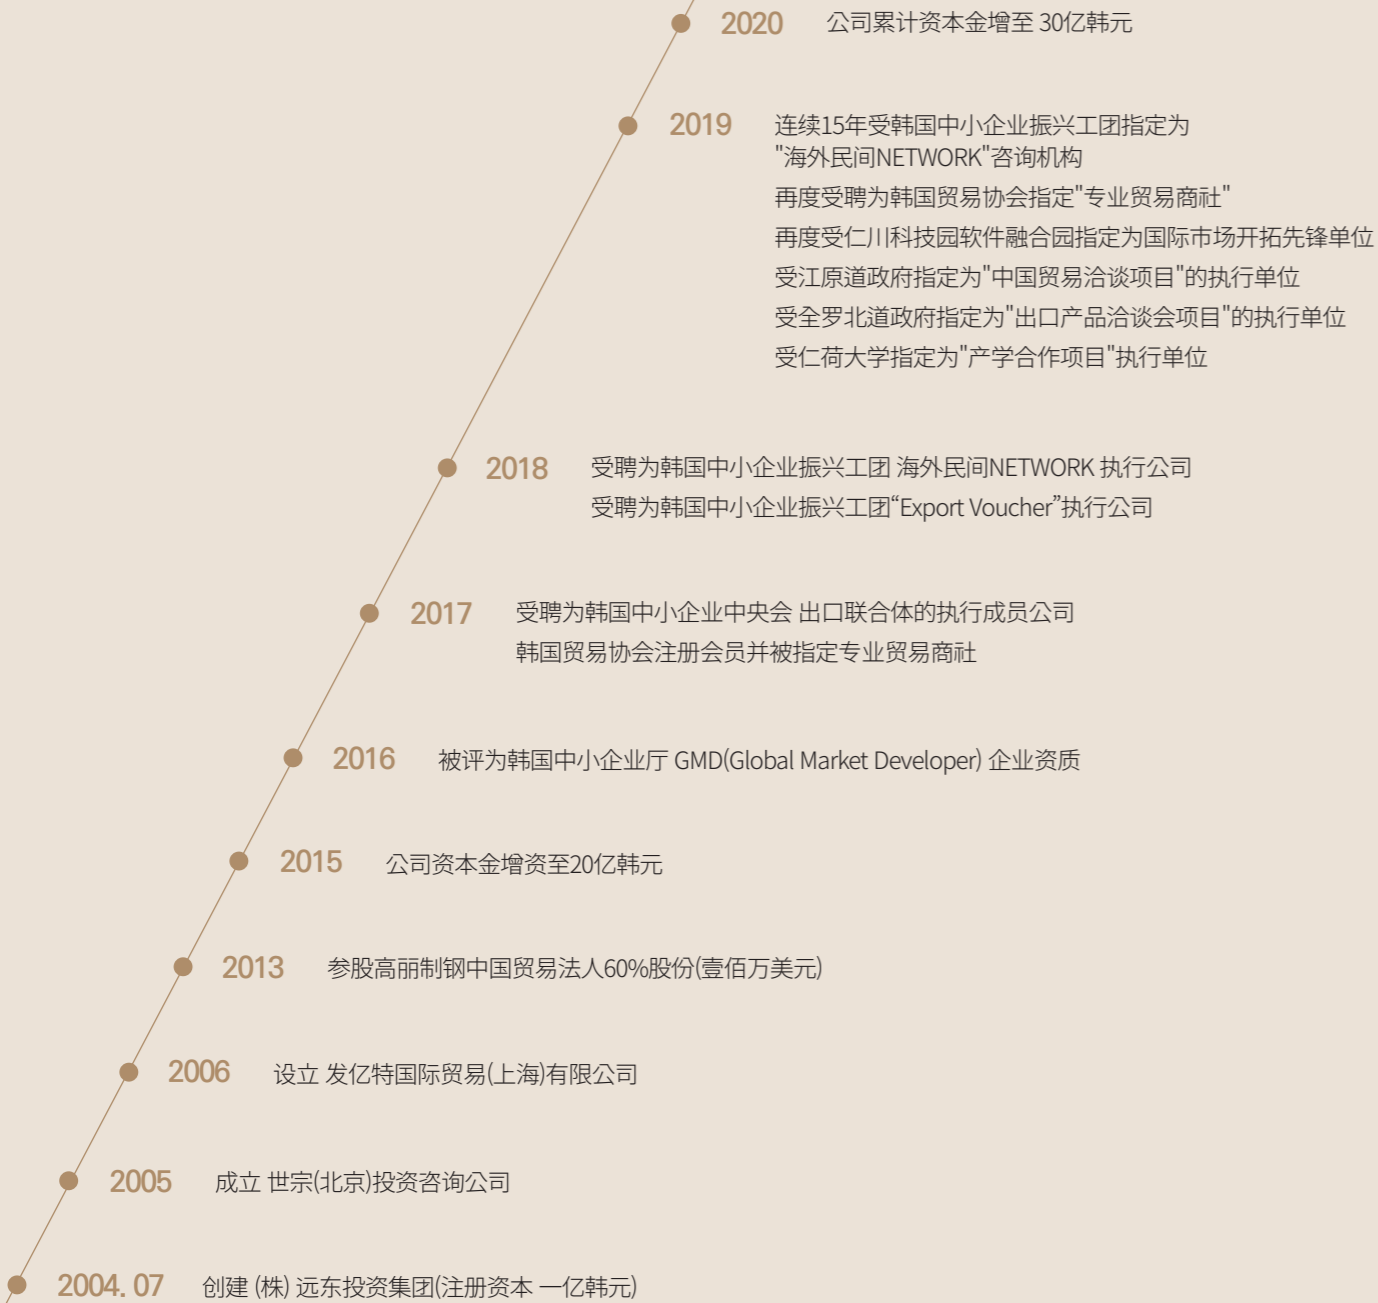 2020 公司累计资本金增至 30亿韩元
2019 连续15年受韩国中小企业振兴工团指定为
"海外民间NETWORK"咨询机构
再度受聘为韩国贸易协会指定"专业贸易商社"
再度受仁川科技园软件融合园指定为国际市场开拓先锋单位
受江原道政府指定为"中国贸易洽谈项目"的执行单位
受全罗北道政府指定为"出口产品洽谈会项目"的执行单位
受仁荷大学指定为"产学合作项目"执行单位
2018 受聘为韩国中小企业振兴工团 海外民间NETWORK 执行公司
受聘为韩国中小企业振兴工团“Export Voucher”执行公司
2017 受聘为韩国中小企业中央会 出口联合体的执行成员公司
韩国贸易协会注册会员并被指定专业贸易商社
2016 被评为韩国中小企业厅 GMD(Global Market Developer) 企业资质
2015 公司资本金增资至20亿韩元
2013 参股高丽制钢中国贸易法人60%股份(壹佰万美元)
2006 设立 发亿特国际贸易(上海)有限公司
2005 成立 世宗(北京)投资咨询公司
2004. 07 创建 (株) 远东投资集团(注册资本 一亿韩元)